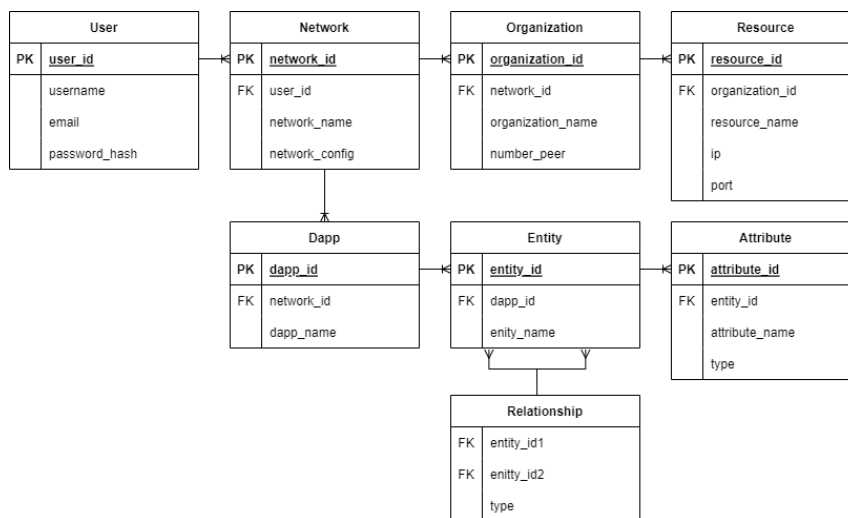 User
PK user_id
username
email
password_hash
Network
PK network_id
FK user_id
network_name
network_config
Organization
PK organization_id
FK network_id
organization_name
number_peer
Resource
PK resource_id
FK organization_id
resource_name
ip
port
Dapp
PK dapp_id
FK network_id
dapp_name
Entity
PK entity_id
FK dapp_id
enity_name
Attribute
PK attribute_id
FK entity_id
attribute_name
type
Relationship
FK entity_id1
FK enitty_id2
type